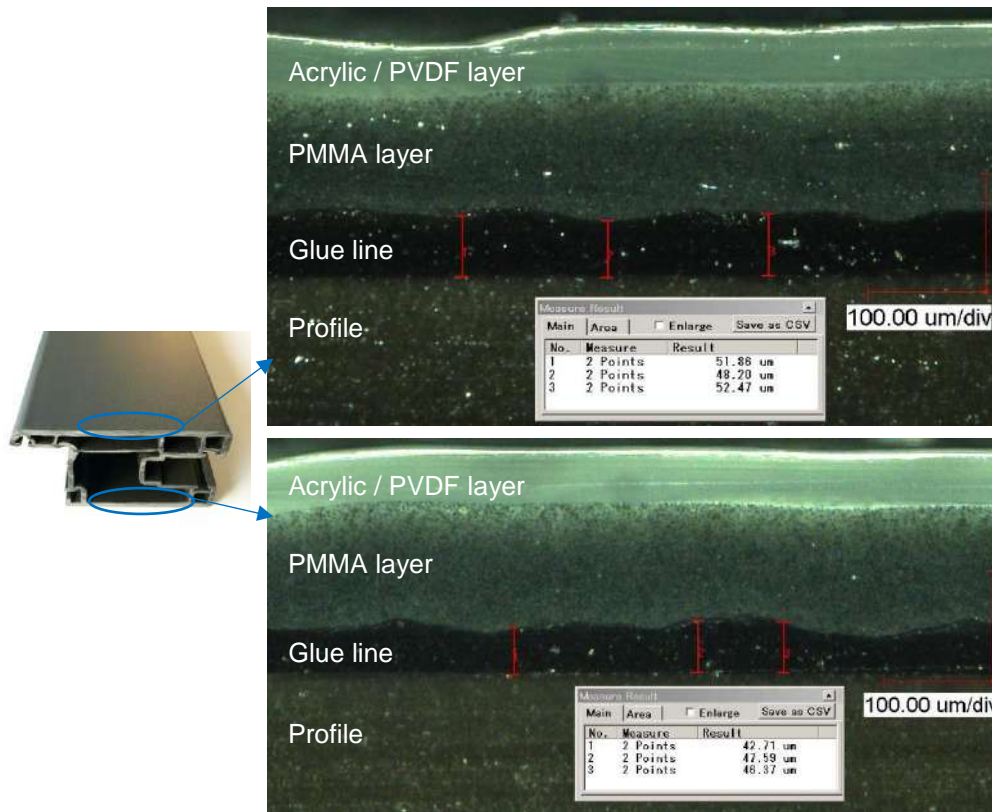 Acrylic / PVDF layer
PMMA layer
Glue line
Profile
Measure Result
Main Area Enlarge Save as CSV
No. Measure Result
1 2 Points 51.86 um
2 2 Points 48.20 um
3 2 Points 52.47 um
100.00 um/div
Acrylic / PVDF layer
PMMA layer
Glue line
Profile
Measure Result
Main Area Enlarge Save as CSV
No. Measure Result
1 2 Points 42.71 um
2 2 Points 47.59 um
3 2 Points 46.37 um
100.00 um/div